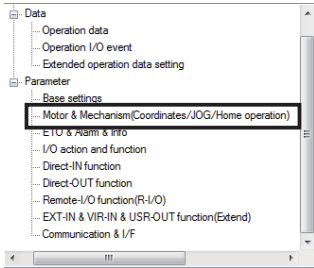 Data
Operation data
Operation I/O event
Extended operation data setting
Parameter
Base settings
Motor & Mechanism(Coordinates/JOG/Home operation)
ETO & Alarm & Info
I/O action and function
Direct-IN function
Direct-OUT function
Remote-I/O function(R-I/O)
EXT-IN & VIR-IN & USR-OUT function(Extend)
Communication & I/F